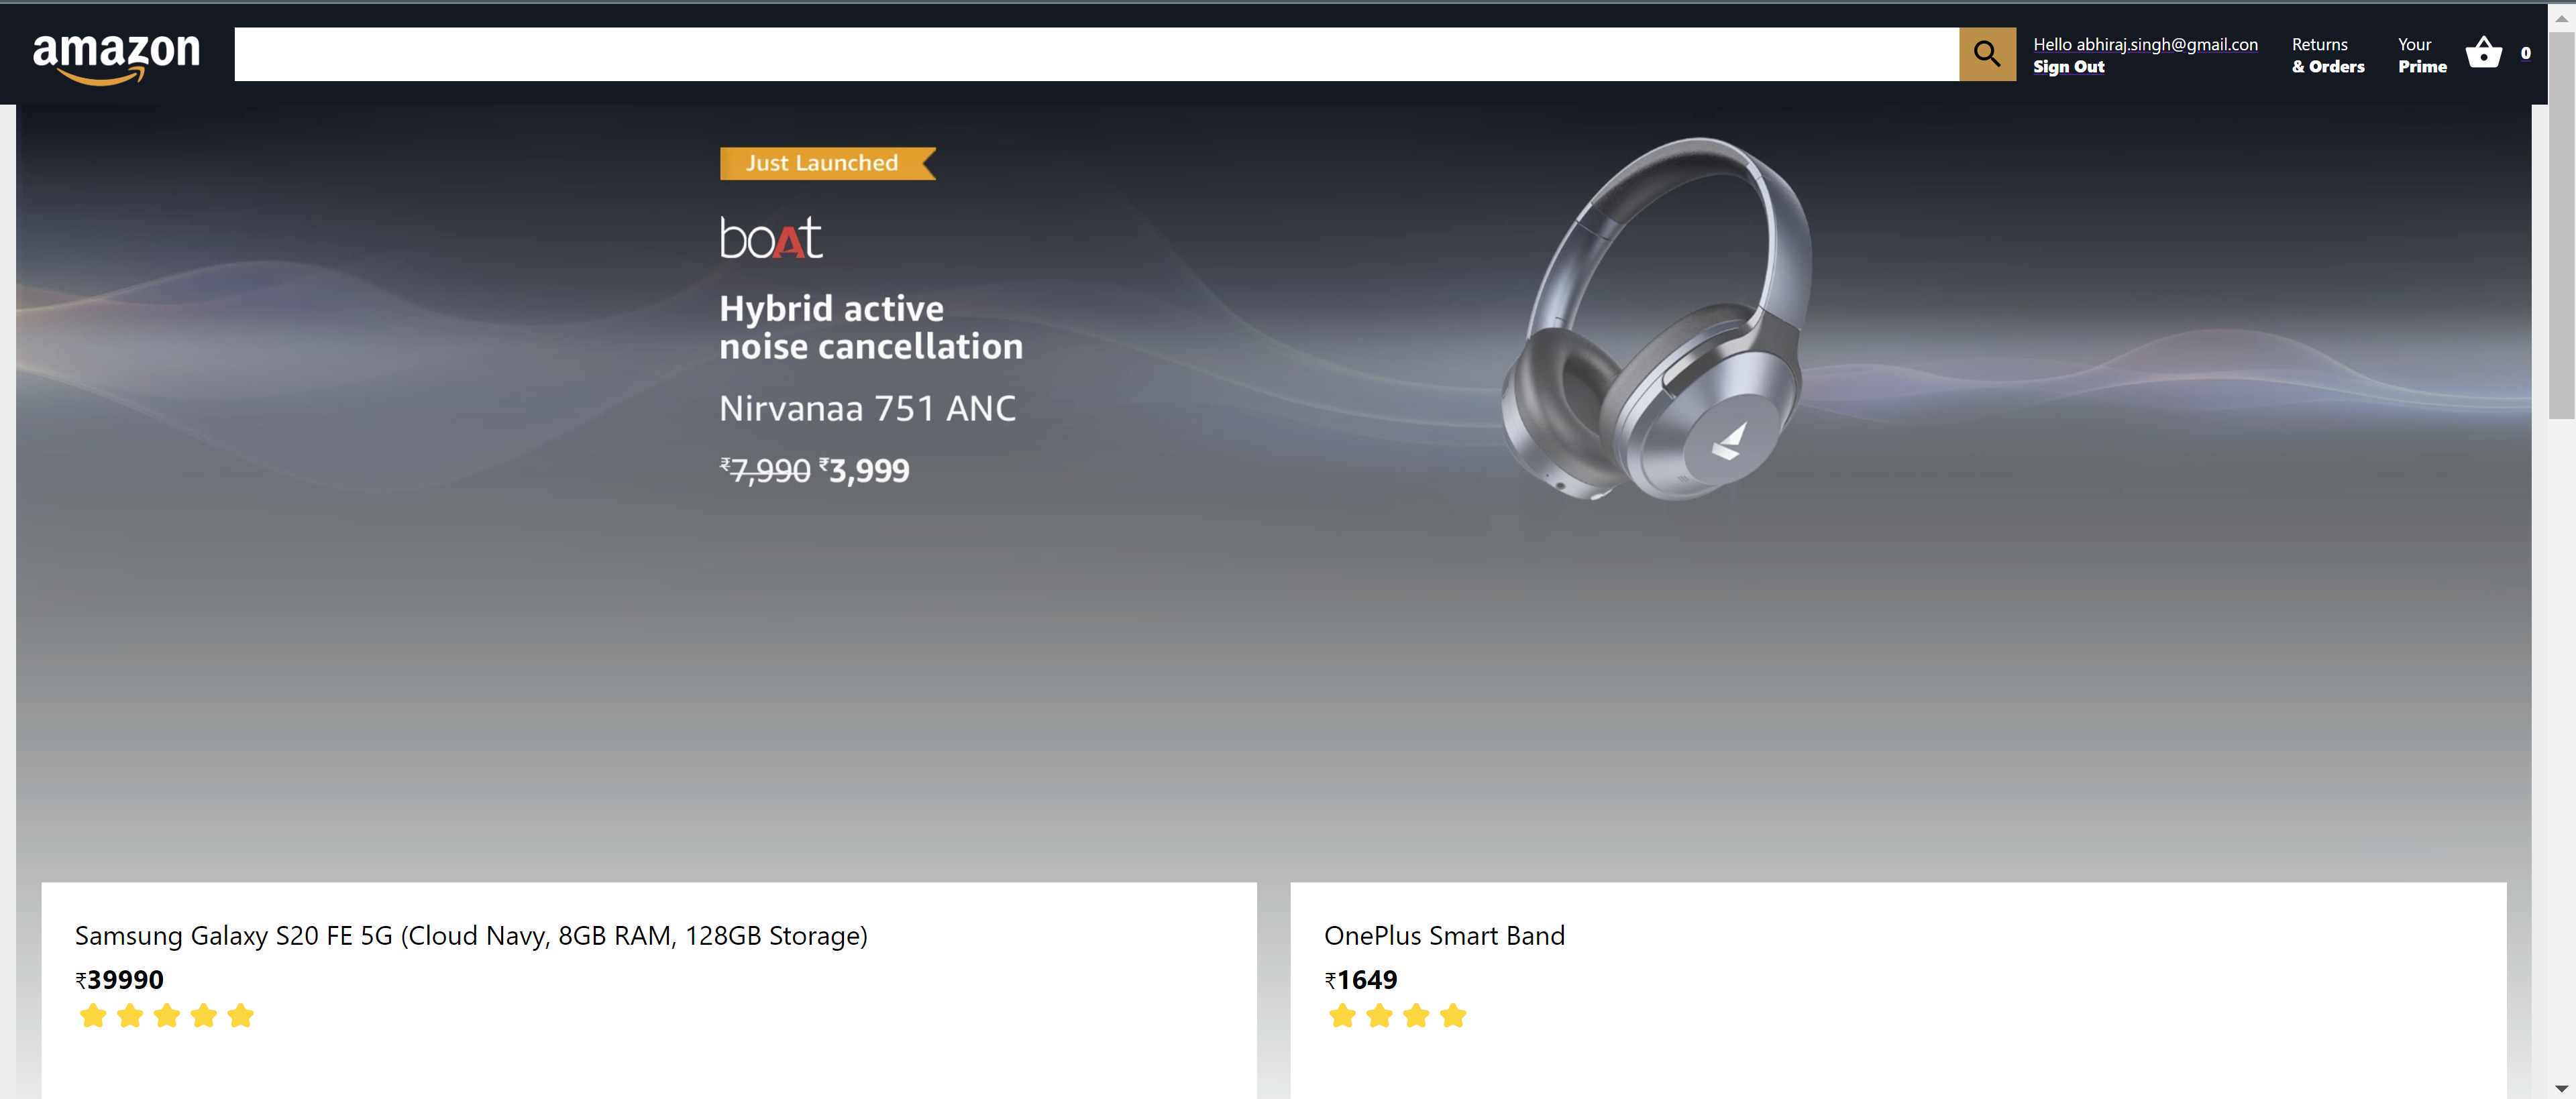 amazon
Hello abhiraj.singh@gmail.con
Sign Out
Returns
& Orders
Your
Prime
0
Just Launched
boAt
Hybrid active
noise cancellation
Nirvanaa 751 ANC
₹7,990 ₹3,999
Samsung Galaxy S20 FE 5G (Cloud Navy, 8GB RAM, 128GB Storage)
₹39990
OnePlus Smart Band
₹1649